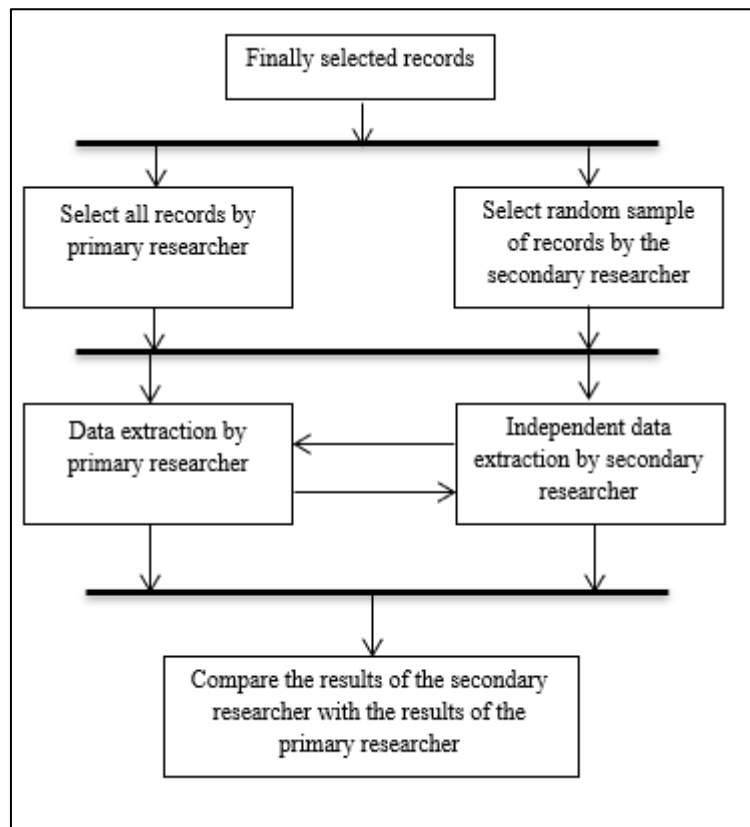 Finally selected records
Select all records by
primary researcher
Select random sample
of records by the
secondary researcher
Data extraction by
primary researcher
Independent data
extraction by secondary
researcher
Compare the results of the secondary
researcher with the results of the
primary researcher